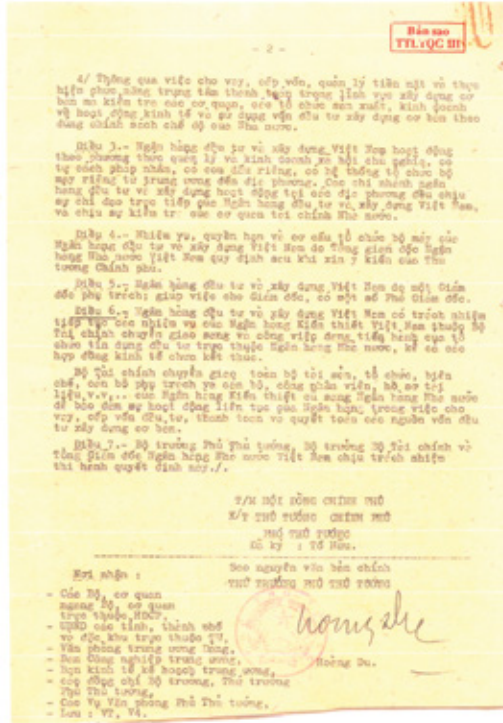 Bản sao
TTLTQG III
- 2 -
4/ Thông qua việc cho vay, cấp vốn, quản lý tiền mặt và thực
hiện chức năng trung tâm thanh toán trong lĩnh vực xây dựng cơ
bản mà kiểm tra các cơ quan, các tổ chức sản xuất, kinh doanh
về hoạt động kinh tế và sử dụng vốn đầu tư xây dựng cơ bản theo
đúng chính sách chế độ của Nhà nước.
Điều 3.- Ngân hàng đầu tư và xây dựng Việt Nam hoạt động
theo phương thức quản lý và kinh doanh xã hội chủ nghĩa, có
tư cách pháp nhân, có con dấu riêng, có hệ thống tổ chức bộ
máy riêng từ trung ương đến địa phương. Các chi nhánh ngân
hàng đầu tư và xây dựng hoạt động tại các địa phương đều chịu
sự chỉ đạo trực tiếp của Ngân hàng đầu tư và xây dựng Việt Nam,
và chịu sự kiểm tra của cơ quan tài chính Nhà nước.
Điều 4.- Nhiệm vụ, quyền hạn và cơ cấu tổ chức bộ máy của
Ngân hàng đầu tư và xây dựng Việt Nam do Tổng giám đốc Ngân
hàng Nhà nước Việt Nam quy định sau khi xin ý kiến của Thủ
tướng Chính phủ.
Điều 5.- Ngân hàng đầu tư và xây dựng Việt Nam do một Giám
đốc phụ trách; giúp việc cho Giám đốc, có một số Phó Giám đốc.
Điều 6.- Ngân hàng đầu tư và xây dựng Việt Nam có trách nhiệm
tiếp tục các nhiệm vụ của Ngân hàng Kiến thiết Việt Nam thuộc Bộ
Tài chính chuyển giao sang và công việc đang tiến hành của tổ
chức tín dụng đầu tư trực thuộc Ngân hàng Nhà nước, kể cả các
hợp đồng kinh tế chưa kết thúc.
Bộ Tài chính chuyển giao toàn bộ tài sản, tổ chức, biên
chế, cán bộ phụ trách và cán bộ, công nhân viên, hồ sơ tài
liệu,v.v... của Ngân hàng Kiến thiết cũ sang Ngân hàng Nhà nước
để bảo đảm sự hoạt động liên tục của Ngân hàng trong việc cho
vay, cấp vốn đầu tư, thanh toán và quyết toán các nguồn vốn đầu
tư xây dựng cơ bản.
Điều 7.- Bộ trưởng Phủ Thủ tướng, Bộ trưởng Bộ Tài chính và
Tổng Giám đốc Ngân hàng Nhà nước Việt Nam chịu trách nhiệm
thi hành quyết định này./.
T/M HỘI ĐỒNG CHÍNH PHỦ
K/T THỦ TƯỚNG CHÍNH PHỦ
PHÓ THỦ TƯỚNG
Đã ký : Tố Hữu.
Sao nguyên văn bản chính
THỦ TRƯỞNG PHỦ THỦ TƯỚNG
Nơi nhận :
- Các Bộ, cơ quan
ngang Bộ, cơ quan
trực thuộc HĐCP,
- UBND các tỉnh, thành phố
và đặc khu trực thuộc TƯ,
- Văn phòng trung ương Đảng,
- Ban Công nghiệp trung ương,
- Ban kinh tế kế hoạch trung ương,
- các đồng chí Bộ trưởng, Thứ trưởng
Phủ Thủ tướng,
- Các Vụ Văn phòng Phủ Thủ tướng,
- Lưu : VT, V4.
Hoàng Du.